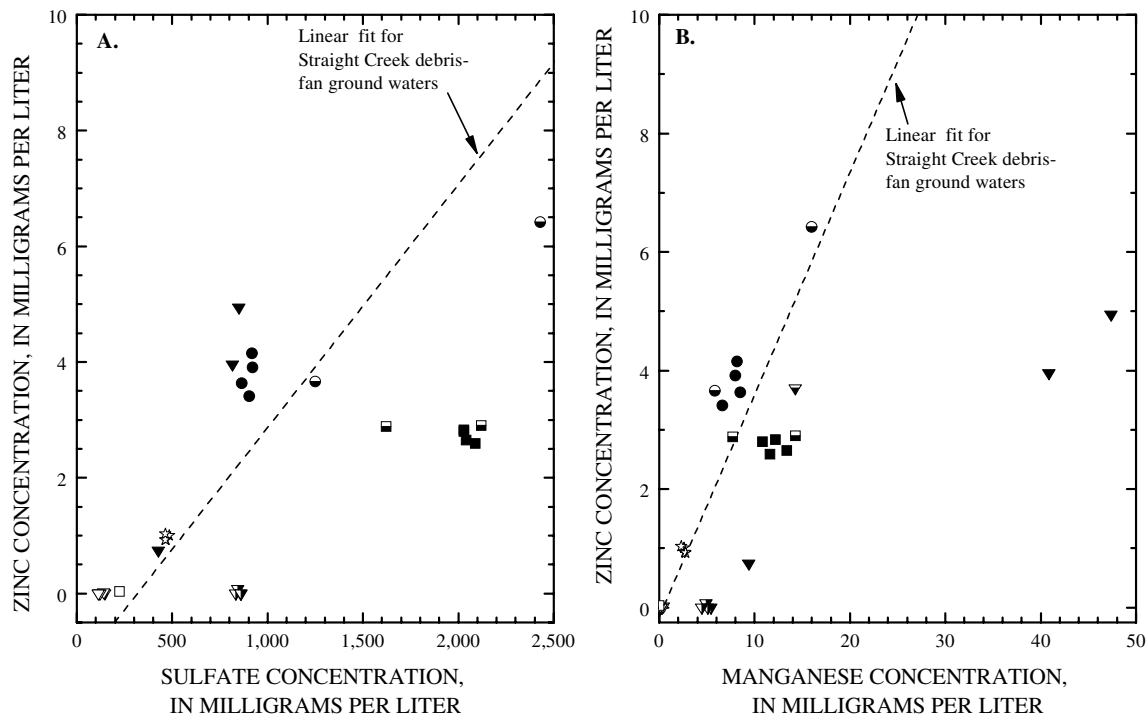 A.
Linear fit for
Straight Creek debris-
fan ground waters
ZINC CONCENTRATION, IN MILLIGRAMS PER LITER
10
8
6
4
2
0
0
500
1,000
1,500
2,000
2,500
SULFATE CONCENTRATION,
IN MILLIGRAMS PER LITER
B.
Linear fit for
Straight Creek debris-
fan ground waters
ZINC CONCENTRATION, IN MILLIGRAMS PER LITER
10
8
6
4
2
0
0
10
20
30
40
50
MANGANESE CONCENTRATION,
IN MILLIGRAMS PER LITER